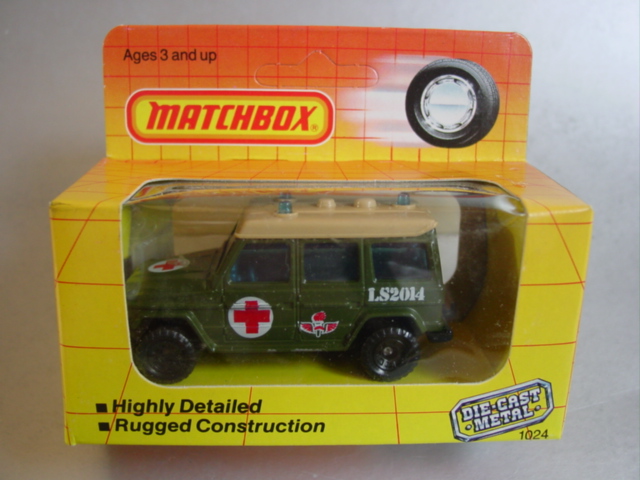 Ages 3 and up
MATCHBOX
LS2014
Highly Detailed
Rugged Construction
DIE-CAST
METAL
1024